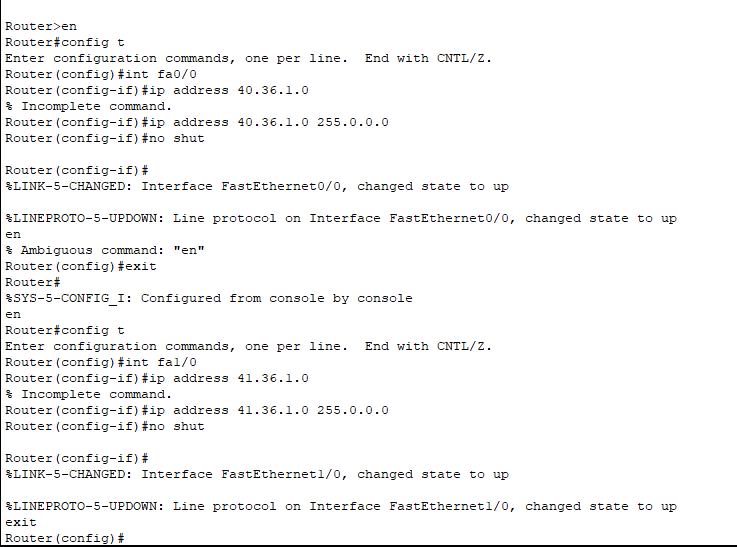 Router>en
Router#config t
Enter configuration commands, one per line.  End with CNTL/Z.
Router(config)#int fa0/0
Router(config-if)#ip address 40.36.1.0
% Incomplete command.
Router(config-if)#ip address 40.36.1.0 255.0.0.0
Router(config-if)#no shut
Router(config-if)#
%LINK-5-CHANGED: Interface FastEthernet0/0, changed state to up
%LINEPROTO-5-UPDOWN: Line protocol on Interface FastEthernet0/0, changed state to up
en
% Ambiguous command: "en"
Router(config)#exit
Router#
%SYS-5-CONFIG_I: Configured from console by console
en
Router#config t
Enter configuration commands, one per line.  End with CNTL/Z.
Router(config)#int fa1/0
Router(config-if)#ip address 41.36.1.0
% Incomplete command.
Router(config-if)#ip address 41.36.1.0 255.0.0.0
Router(config-if)#no shut
Router(config-if)#
%LINK-5-CHANGED: Interface FastEthernet1/0, changed state to up
%LINEPROTO-5-UPDOWN: Line protocol on Interface FastEthernet1/0, changed state to up
exit
Router(config)#